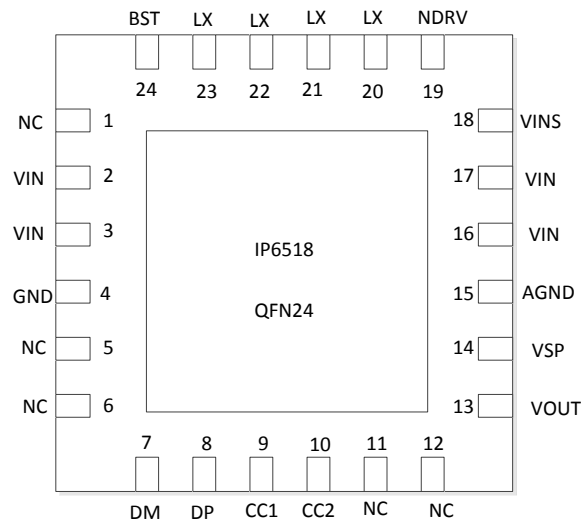 BST LX LX LX LX NDRV
24 23 22 21 20 19
NC 1 18 VINS
VIN 2 17 VIN
VIN 3 16 VIN
IP6518
GND 4 15 AGND
QFN24
NC 5 14 VSP
NC 6 13 VOUT
7 8 9 10 11 12
DM DP CC1 CC2 NC NC